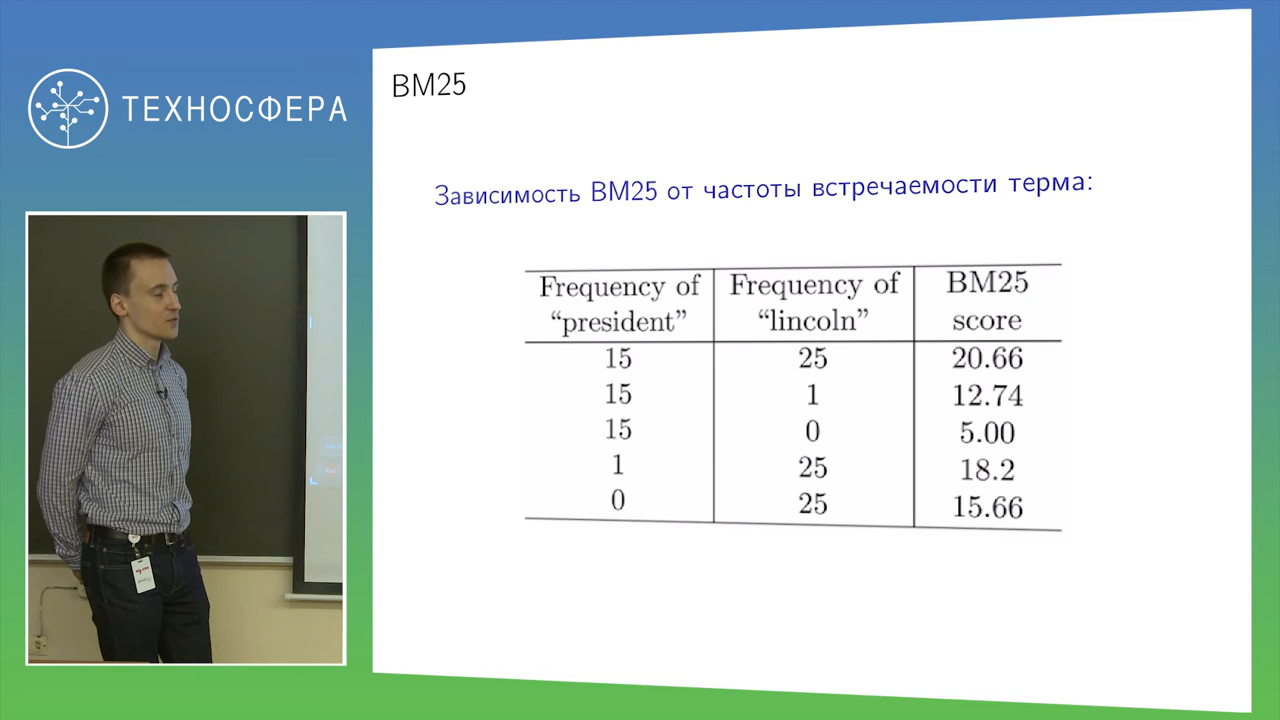 ТЕХНОСФЕРА
BM25
Зависимость BM25 от частоты встречаемости терма:
Frequency of "president" | Frequency of "lincoln" | BM25 score
15 25 20.66
15 1 12.74
15 0 5.00
1 25 18.2
0 25 15.66